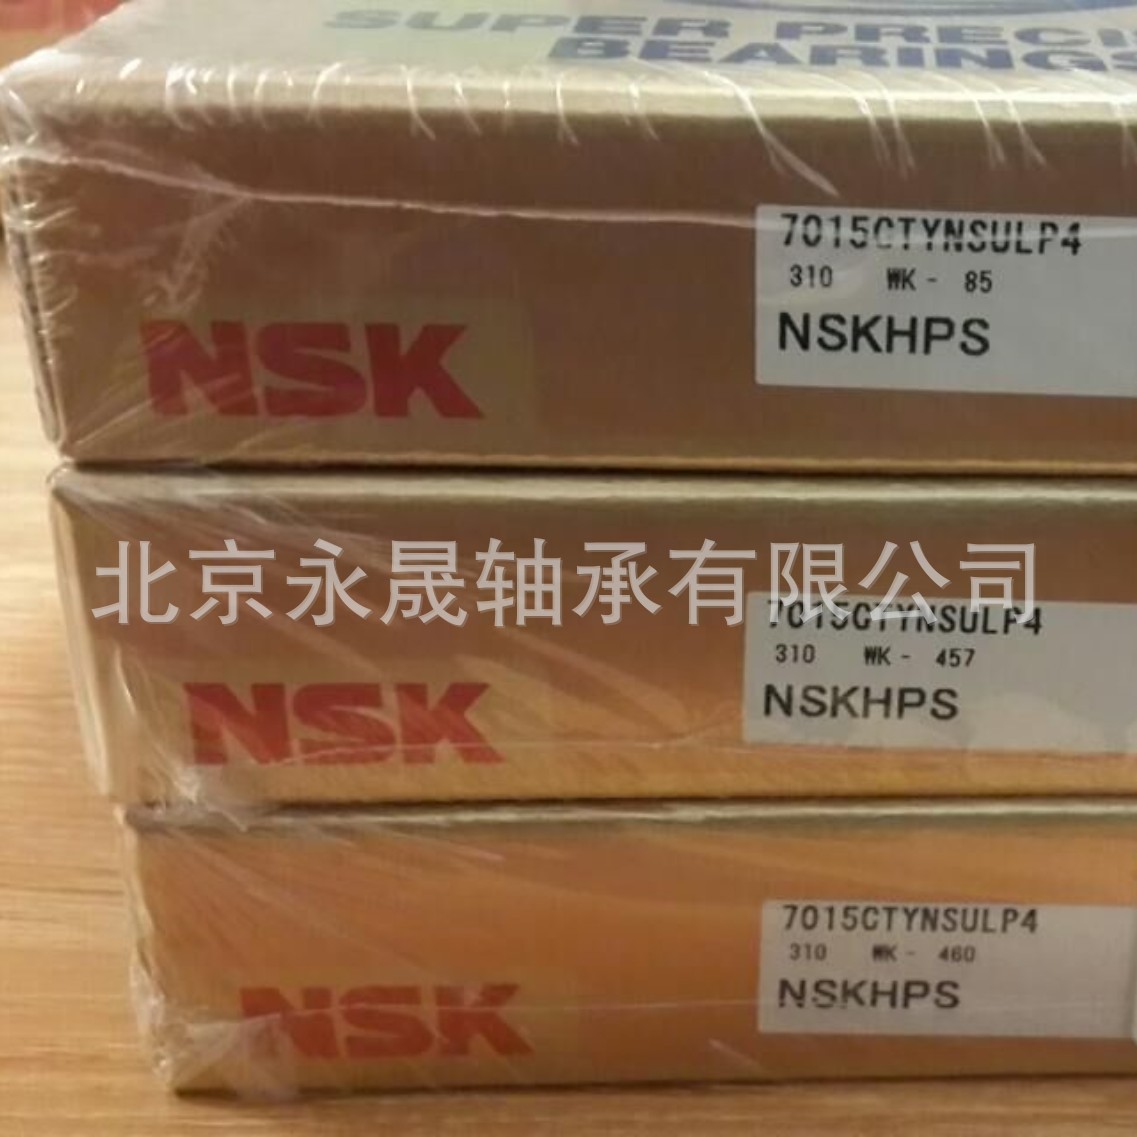 SUPER PRECI
BEARINGS
7015CTYNSULP4
310 WK - 85
NSKHPS
NSK
北京永晟轴承有限公司
7015CTYNSULP4
310 WK - 457
NSKHPS
NSK
7015CTYNSULP4
310 WK - 460
NSKHPS
NSK